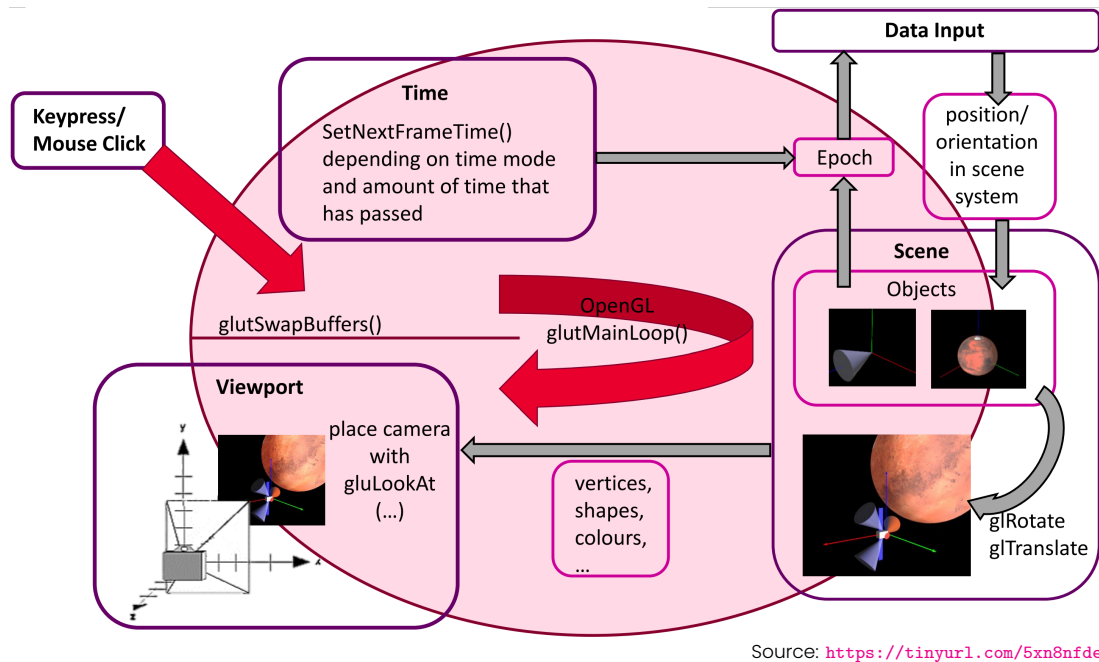 Data Input
Keypress/
Mouse Click
Time
SetNextFrameTime()
depending on time mode
and amount of time that
has passed
Epoch
position/
orientation
in scene
system
Scene
Objects
OpenGL
glutMainLoop()
glutSwapBuffers()
Viewport
place camera
with
gluLookAt
(…)
y
x
z
vertices,
shapes,
colours,
…
glRotate
glTranslate
Source: https://tinyurl.com/5xn8nfde